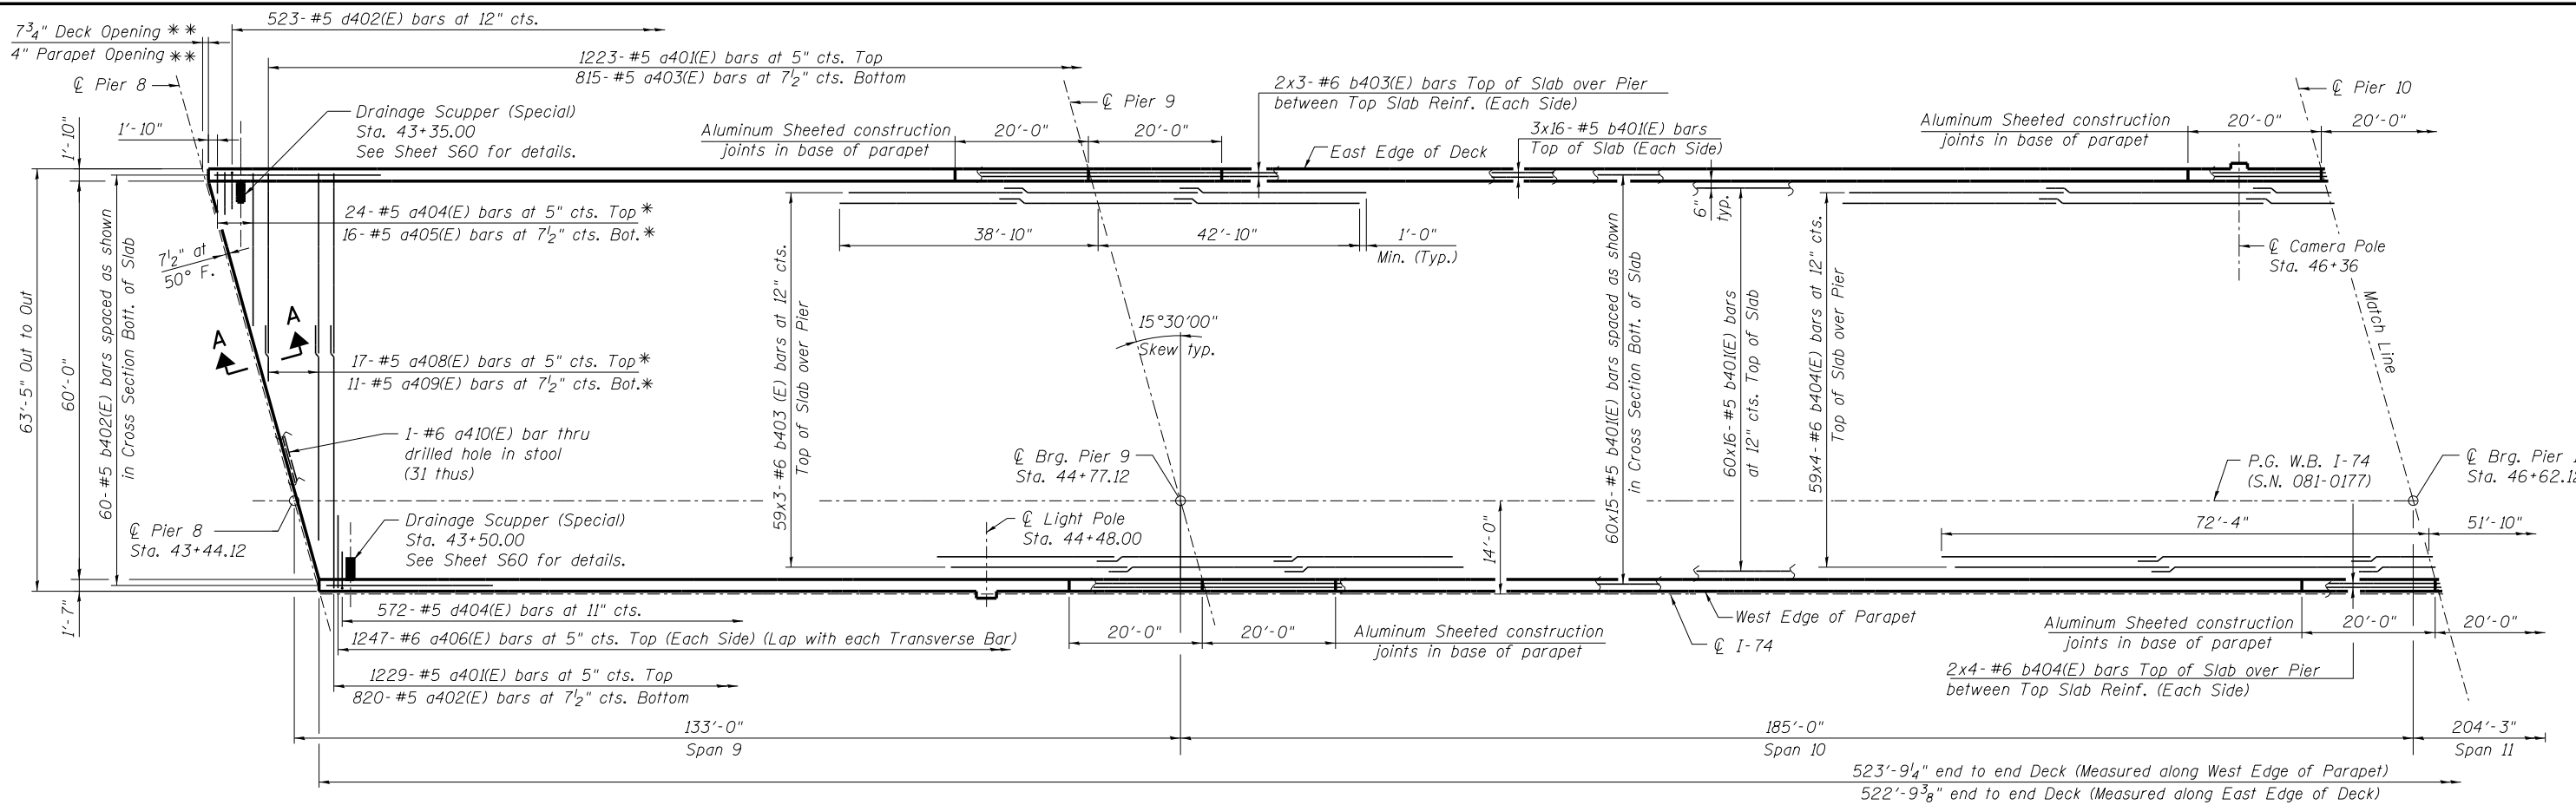 523-#5 d402(E) bars at 12" cts.
7¾" Deck Opening **
4" Parapet Opening **
℄ Pier 8
1223-#5 a401(E) bars at 5" cts. Top
815-#5 a403(E) bars at 7½" cts. Bottom
Drainage Scupper (Special)
Sta. 43+35.00
See Sheet S60 for details.
1'-10"
1'-10"
℄ Pier 9
2x3-#6 b403(E) bars Top of Slab over Pier
between Top Slab Reinf. (Each Side)
℄ Pier 10
Aluminum Sheeted construction
joints in base of parapet
20'-0"
20'-0"
3x16-#5 b401(E) bars
Top of Slab (Each Side)
East Edge of Deck
Aluminum Sheeted construction
joints in base of parapet
20'-0"
20'-0"
24-#5 a404(E) bars at 5" cts. Top *
16-#5 a405(E) bars at 7½" cts. Bot.*
38'-10"
42'-10"
1'-0"
Min. (Typ.)
6"
typ.
℄ Camera Pole
Sta. 46+36
7½" at
50° F.
63'-5" Out to Out
60'-0"
60-#5 b402(E) bars spaced as shown
in Cross Section Bott. of Slab
A
A
59x3-#6 b403 (E) bars at 12" cts.
Top of Slab over Pier
15°30'00"
Skew typ.
60x15-#5 b401(E) bars spaced as shown
in Cross Section Bott. of Slab
60x16-#5 b401(E) bars
at 12" cts. Top of Slab
59x4-#6 b404(E) bars at 12" cts.
Top of Slab over Pier
Match Line
17-#5 a408(E) bars at 5" cts. Top *
11-#5 a409(E) bars at 7½" cts. Bot.*
1-#6 a410(E) bar thru
drilled hole in stool
(31 thus)
℄ Brg. Pier 9
Sta. 44+77.12
P.G. W.B. I-74
(S.N. 081-0177)
℄ Brg. Pier 1
Sta. 46+62.12
℄ Pier 8
Sta. 43+44.12
Drainage Scupper (Special)
Sta. 43+50.00
See Sheet S60 for details.
℄ Light Pole
Sta. 44+48.00
14'-0"
72'-4"
51'-10"
1'-7"
572-#5 d404(E) bars at 11" cts.
1247-#6 a406(E) bars at 5" cts. Top (Each Side) (Lap with each Transverse Bar)
20'-0"
20'-0"
Aluminum Sheeted construction
joints in base of parapet
West Edge of Parapet
℄ I-74
Aluminum Sheeted construction
joints in base of parapet
20'-0"
20'-0"
1229-#5 a401(E) bars at 5" cts. Top
820-#5 a402(E) bars at 7½" cts. Bottom
2x4-#6 b404(E) bars Top of Slab over Pier
between Top Slab Reinf. (Each Side)
133'-0"
Span 9
185'-0"
Span 10
204'-3"
Span 11
523'-9¼" end to end Deck (Measured along West Edge of Parapet)
522'-9⅜" end to end Deck (Measured along East Edge of Deck)